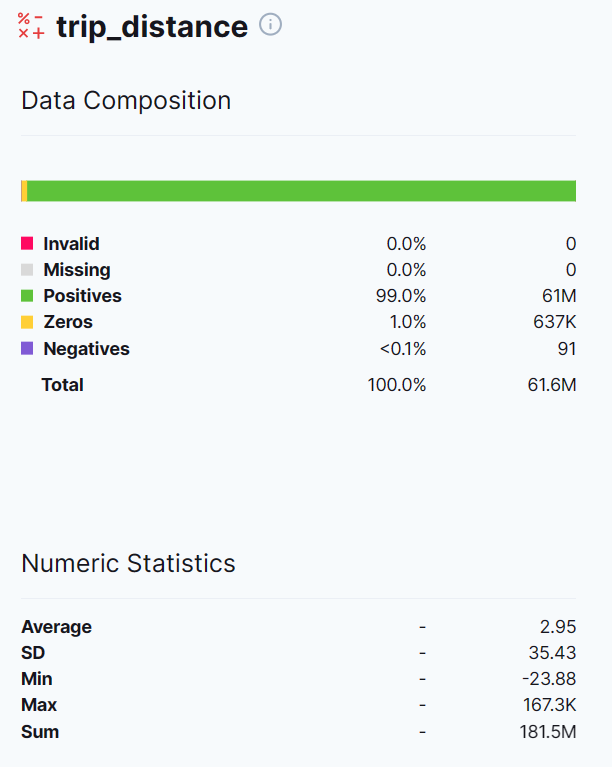 trip_distance
Data Composition
Invalid 0.0% 0
Missing 0.0% 0
Positives 99.0% 61M
Zeros 1.0% 637K
Negatives <0.1% 91
Total 100.0% 61.6M
Numeric Statistics
Average - 2.95
SD - 35.43
Min - -23.88
Max - 167.3K
Sum - 181.5M